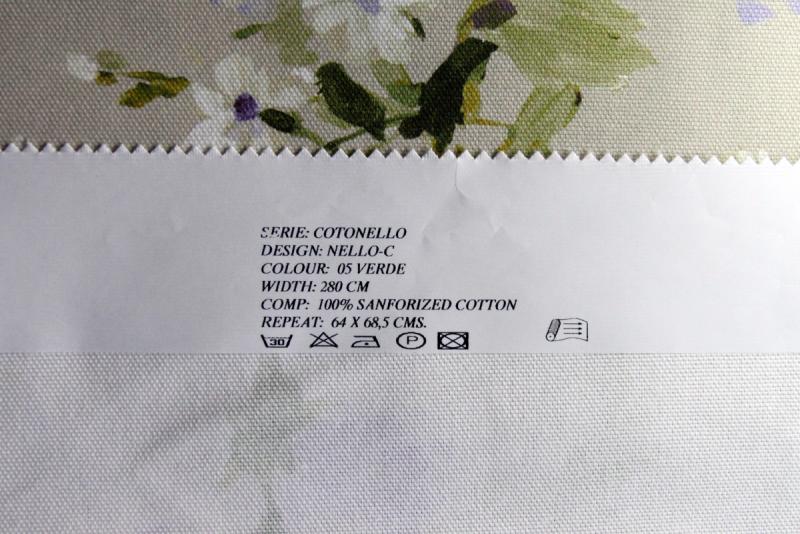 SERIE: COTONELLO
DESIGN: NELLO-C
COLOUR: 05 VERDE
WIDTH: 280 CM
COMP: 100% SANFORIZED COTTON
REPEAT: 64 X 68,5 CMS.
30 P